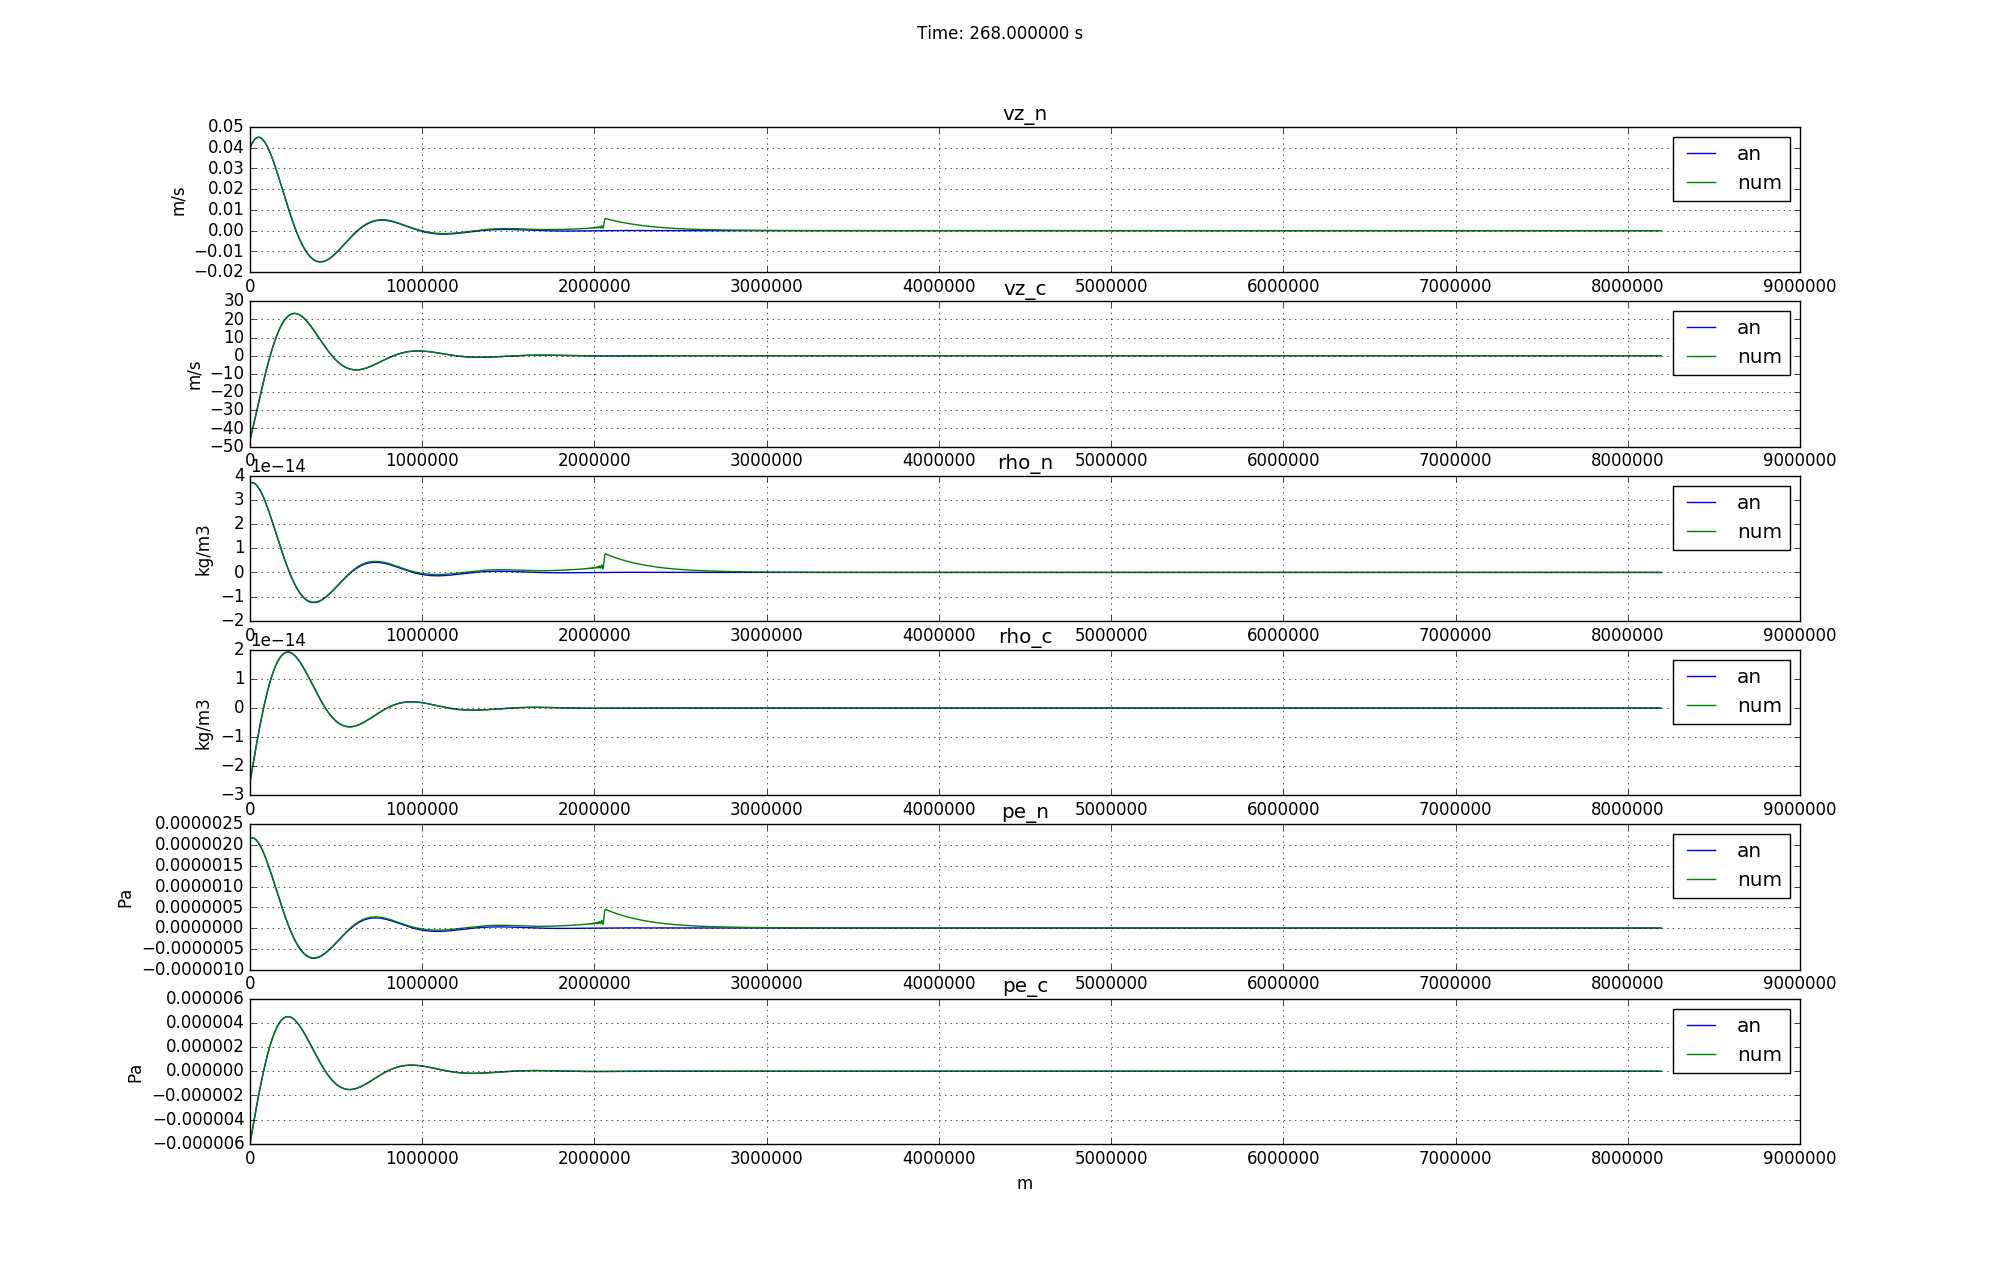 Time: 268.000000 s
vz_n
0.05
0.04
0.03
0.02
0.01
0.00
−0.01
−0.02
m/s
an
num
0 1000000 2000000 3000000 4000000 5000000 6000000 7000000 8000000 9000000
vz_c
30
20
10
0
−10
−20
−30
−40
−50
m/s
an
num
0 1000000 2000000 3000000 4000000 5000000 6000000 7000000 8000000 9000000
1e−14
rho_n
4
3
2
1
0
−1
−2
kg/m3
an
num
0 1000000 2000000 3000000 4000000 5000000 6000000 7000000 8000000 9000000
1e−14
rho_c
2
1
0
−1
−2
−3
kg/m3
an
num
0 1000000 2000000 3000000 4000000 5000000 6000000 7000000 8000000 9000000
pe_n
0.0000025
0.0000020
0.0000015
0.0000010
0.0000005
0.0000000
−0.0000005
−0.0000010
Pa
an
num
0 1000000 2000000 3000000 4000000 5000000 6000000 7000000 8000000 9000000
pe_c
0.000006
0.000004
0.000002
0.000000
−0.000002
−0.000004
−0.000006
Pa
an
num
0 1000000 2000000 3000000 4000000 5000000 6000000 7000000 8000000 9000000
m